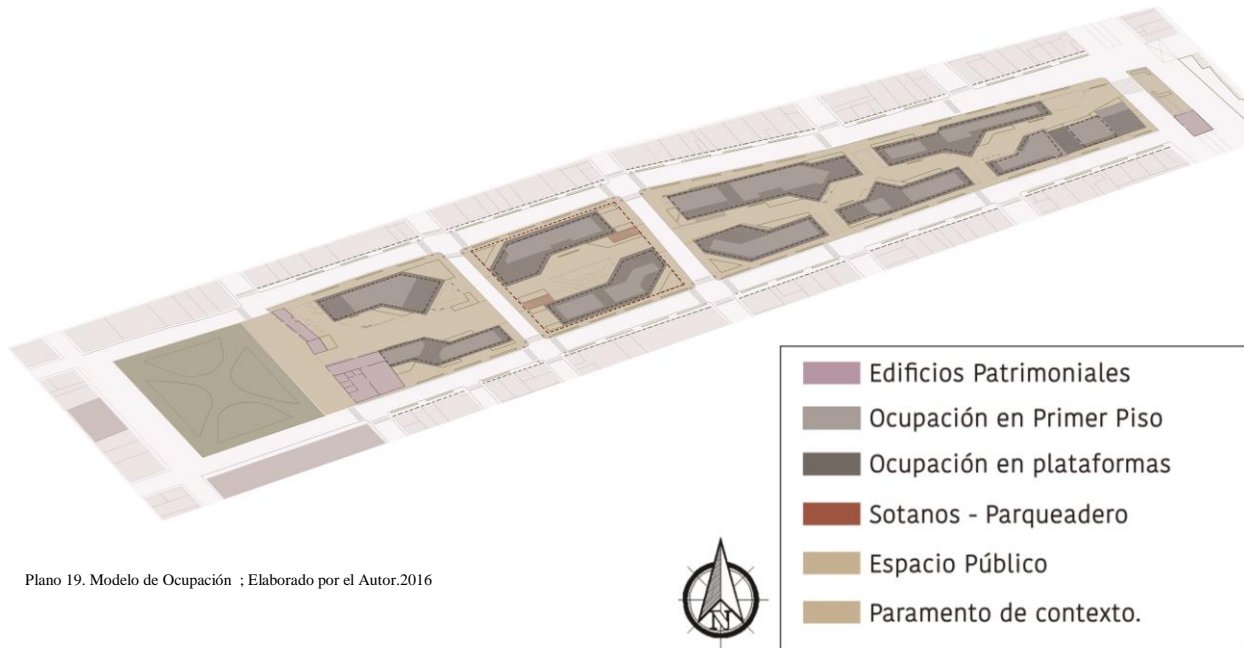 Edificios Patrimoniales
Ocupación en Primer Piso
Ocupación en plataformas
Sotanos - Parqueadero
Espacio Público
Paramento de contexto.
Plano 19. Modelo de Ocupación ; Elaborado por el Autor.2016
N